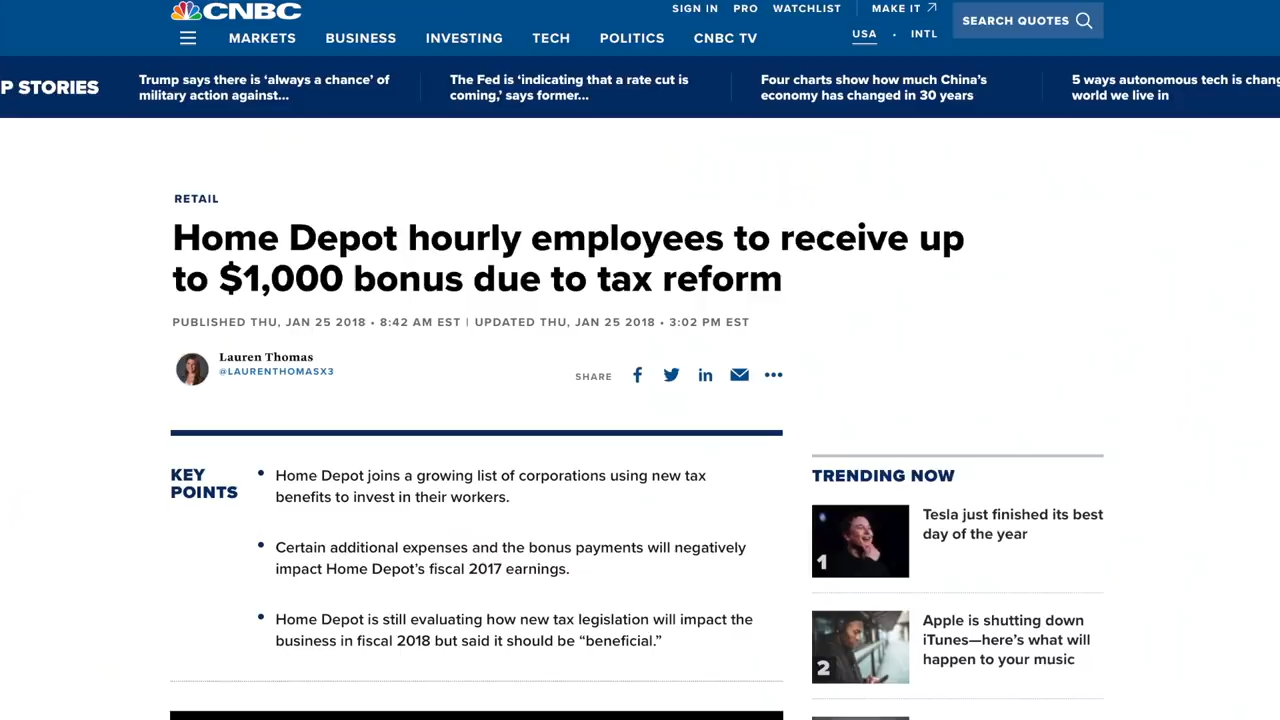 CNBC
SIGN IN PRO WATCHLIST MAKE IT
SEARCH QUOTES
MARKETS BUSINESS INVESTING TECH POLITICS CNBC TV
USA · INTL
P STORIES
Trump says there is ‘always a chance’ of
military action against...
The Fed is ‘indicating that a rate cut is
coming,’ says former...
Four charts show how much China’s
economy has changed in 30 years
5 ways autonomous tech is chang
world we live in
RETAIL
Home Depot hourly employees to receive up
to $1,000 bonus due to tax reform
PUBLISHED THU, JAN 25 2018 • 8:42 AM EST | UPDATED THU, JAN 25 2018 • 3:02 PM EST
Lauren Thomas
@LAURENTHOMASX3
SHARE
KEY
POINTS
• Home Depot joins a growing list of corporations using new tax
benefits to invest in their workers.
• Certain additional expenses and the bonus payments will negatively
impact Home Depot’s fiscal 2017 earnings.
• Home Depot is still evaluating how new tax legislation will impact the
business in fiscal 2018 but said it should be “beneficial.”
TRENDING NOW
1
Tesla just finished its best
day of the year
2
Apple is shutting down
iTunes—here’s what will
happen to your music